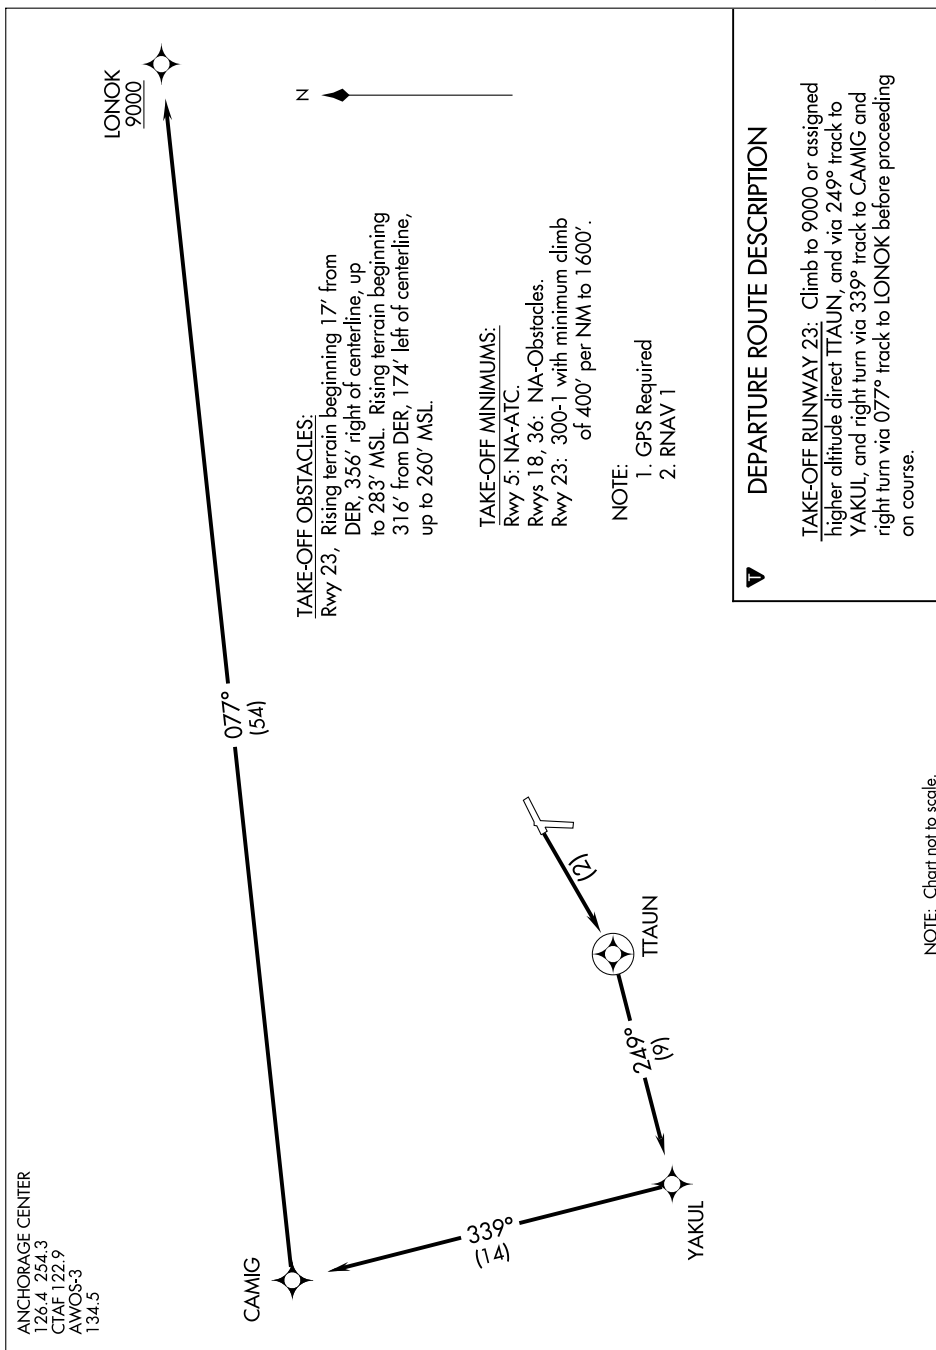 ANCHORAGE CENTER
126.4 254.3
CTAF 122.9
AWOS-3
134.5
LONOK
9000
N
077°
(54)
CAMIG
339°
(14)
YAKUL
249°
(9)
TTAUN
(2)
TAKE-OFF OBSTACLES:
Rwy 23, Rising terrain beginning 17' from
DER, 356' right of centerline, up
to 283' MSL. Rising terrain beginning
316' from DER, 174' left of centerline,
up to 260' MSL.
TAKE-OFF MINIMUMS:
Rwy 5: NA-ATC.
Rwys 18, 36: NA-Obstacles.
Rwy 23: 300-1 with minimum climb
of 400' per NM to 1600'.
NOTE:
1. GPS Required
2. RNAV 1
T
DEPARTURE ROUTE DESCRIPTION
TAKE-OFF RUNWAY 23: Climb to 9000 or assigned
higher altitude direct TTAUN, and via 249° track to
YAKUL, and right turn via 339° track to CAMIG and
right turn via 077° track to LONOK before proceeding
on course.
NOTE: Chart not to scale.